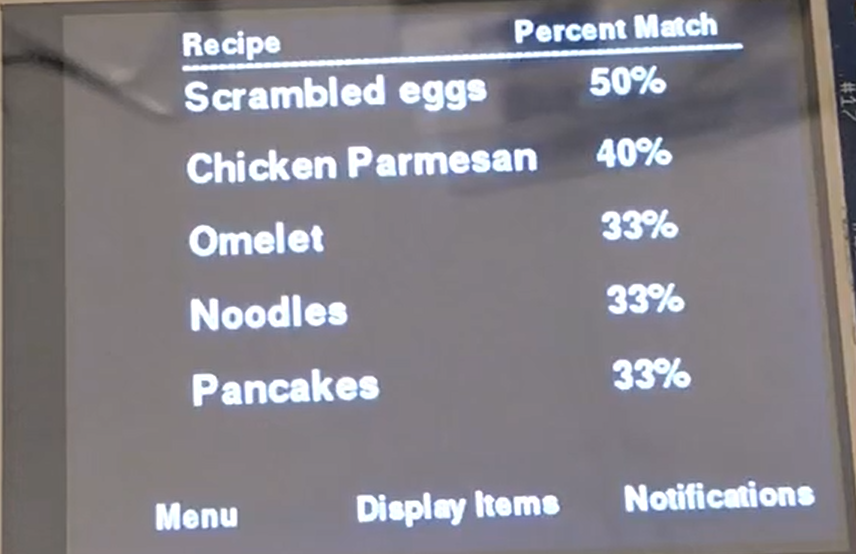 Recipe Percent Match
Scrambled eggs 50%
Chicken Parmesan 40%
Omelet 33%
Noodles 33%
Pancakes 33%
Menu Display Items Notifications
#17